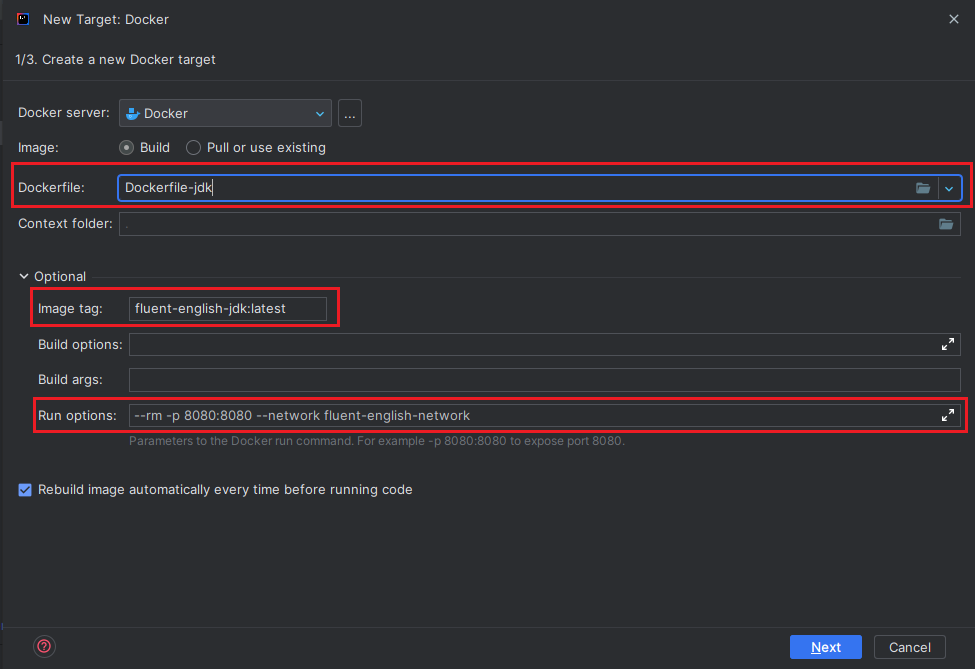 New Target: Docker
1/3. Create a new Docker target
Docker server: Docker ...
Image: Build Pull or use existing
Dockerfile: Dockerfile-jdk
Context folder: .
Optional
Image tag: fluent-english-jdk:latest
Build options:
Build args:
Run options: --rm -p 8080:8080 --network fluent-english-network
Parameters to the Docker run command. For example -p 8080:8080 to expose port 8080.
Rebuild image automatically every time before running code
? Next Cancel